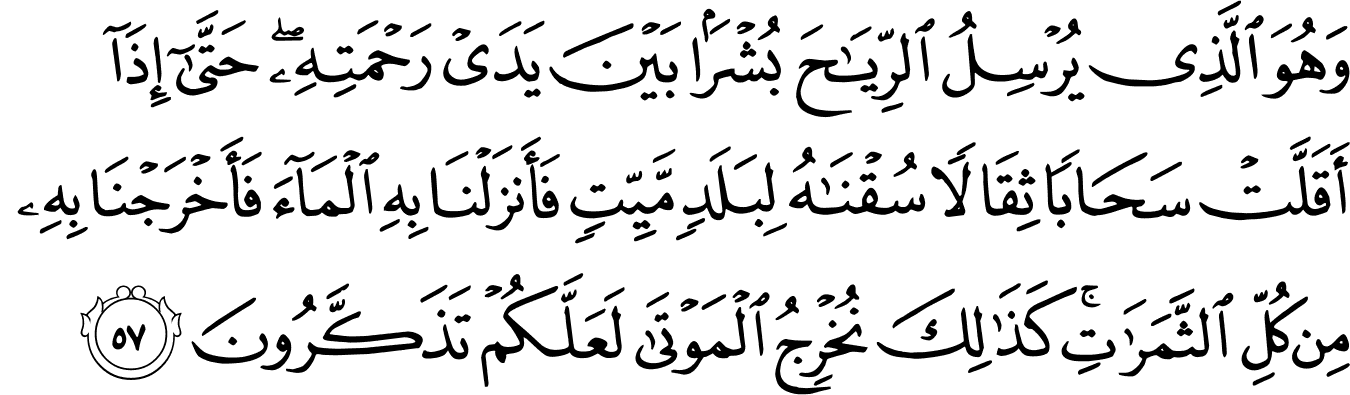 وَهُوَ ٱلَّذِى يُرْسِلُ ٱلرِّيَـٰحَ بُشْرًۢا بَيْنَ يَدَىْ رَحْمَتِهِۦ ۖ حَتَّىٰٓ إِذَآ
أَقَلَّتْ سَحَابًا ثِقَالًا سُقْنَـٰهُ لِبَلَدٍ مَّيِّتٍ فَأَنزَلْنَا بِهِ ٱلْمَآءَ فَأَخْرَجْنَا بِهِۦ
مِن كُلِّ ٱلثَّمَرَٰتِ ۚ كَذَٰلِكَ نُخْرِجُ ٱلْمَوْتَىٰ لَعَلَّكُمْ تَذَكَّرُونَ ٥٧